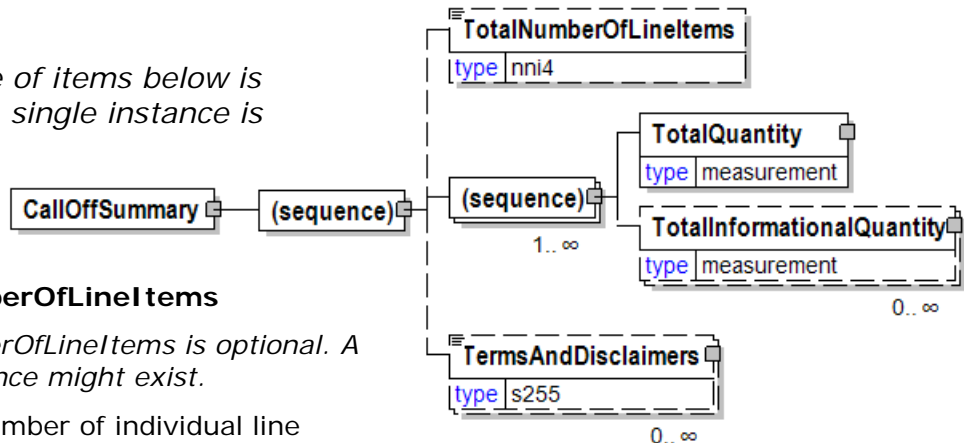 TotalNumberOfLineItems
type nni4
e of items below is
single instance is
TotalQuantity
type measurement
CallOffSummary
(sequence)
(sequence)
1.. ∞
TotalInformationalQuantity
type measurement
0.. ∞
berOfLineItems
erOfLineItems is optional. A
nce might exist.
TermsAndDisclaimers
type s255
mber of individual line
0.. ∞